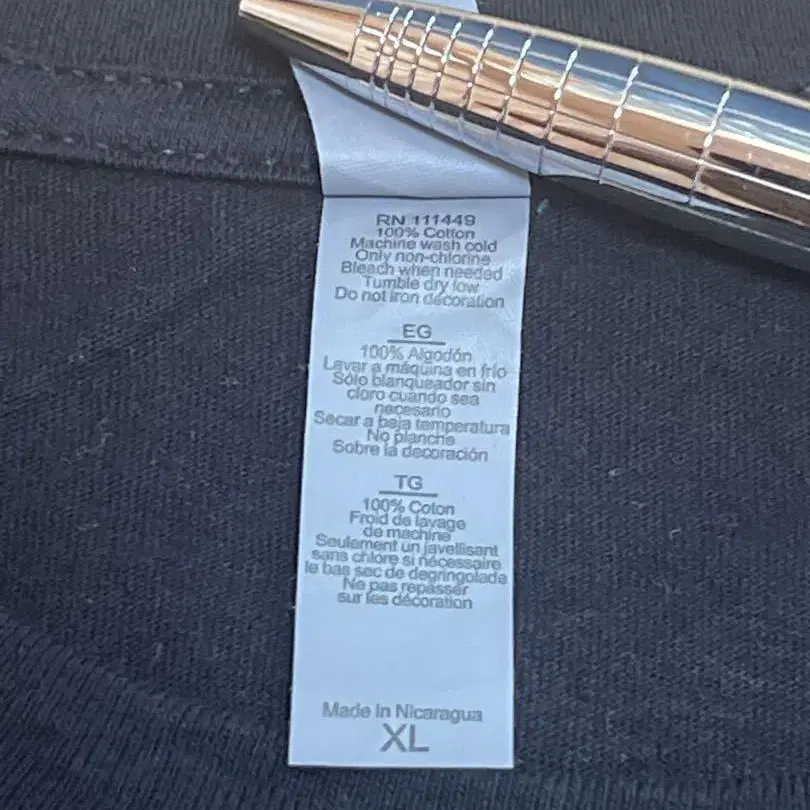 RN 111449
100% Cotton
Machine wash cold
Only non-chlorine
Bleach when needed
Tumble dry low
Do not iron decoration
EG
100% Algodón
Lavar a máquina en frío
Sólo blanqueador sin
cloro cuando sea
necesario
Secar a baja temperatura
No planche
Sobre la decoración
TG
100% Coton
Froid de lavage
de machine
Seulement un javellisant
sans chlore si nécessaire
le bas sec de degringolade
Ne pas repasser
sur les décoration
Made In Nicaragua
XL